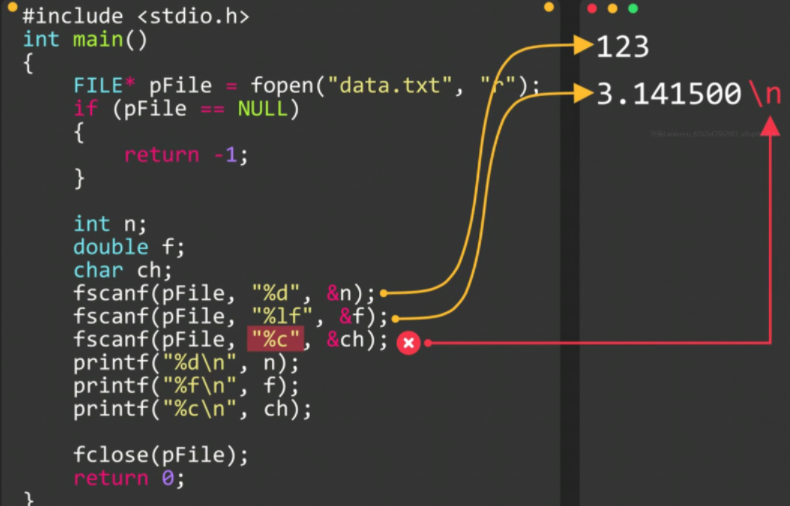 #include <stdio.h>
int main()
{
FILE* pFile = fopen("data.txt", "r");
if (pFile == NULL)
{
return -1;
}
int n;
double f;
char ch;
fscanf(pFile, "%d", &n);
fscanf(pFile, "%lf", &f);
fscanf(pFile, "%c", &ch);
printf("%d\n", n);
printf("%f\n", f);
printf("%c\n", ch);
fclose(pFile);
return 0;
}
123
3.141500\n